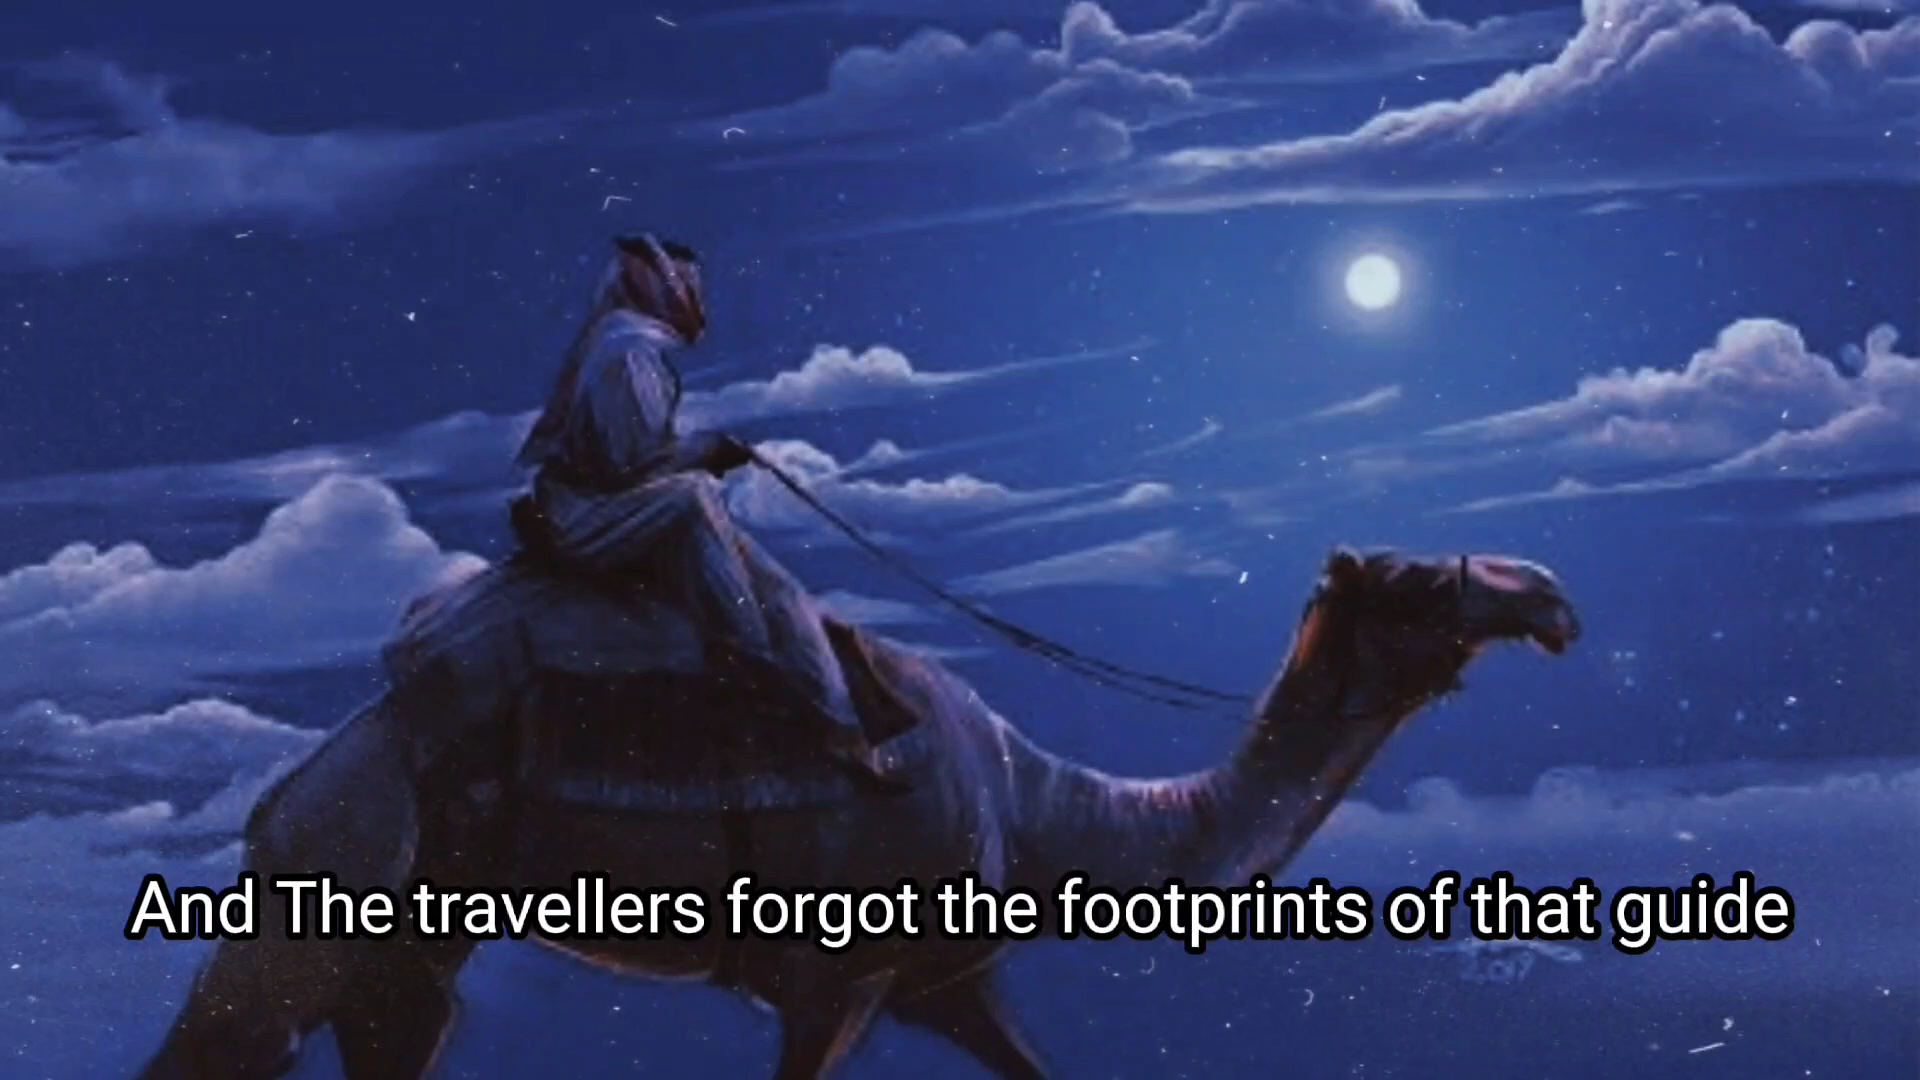 And The travellers forgot the footprints of that guide